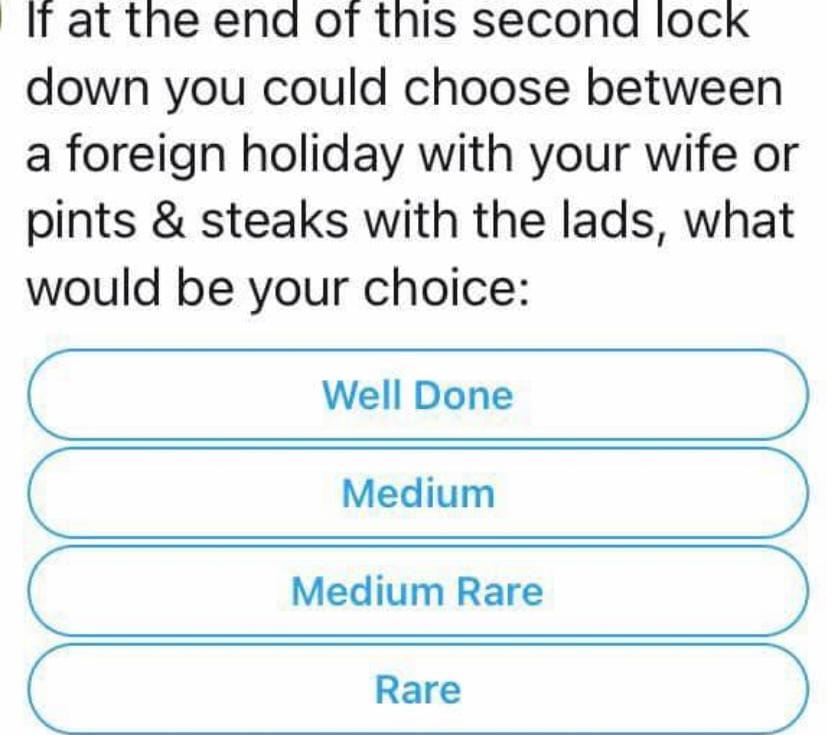 If at the end of this second lock
down you could choose between
a foreign holiday with your wife or
pints & steaks with the lads, what
would be your choice:
Well Done
Medium
Medium Rare
Rare